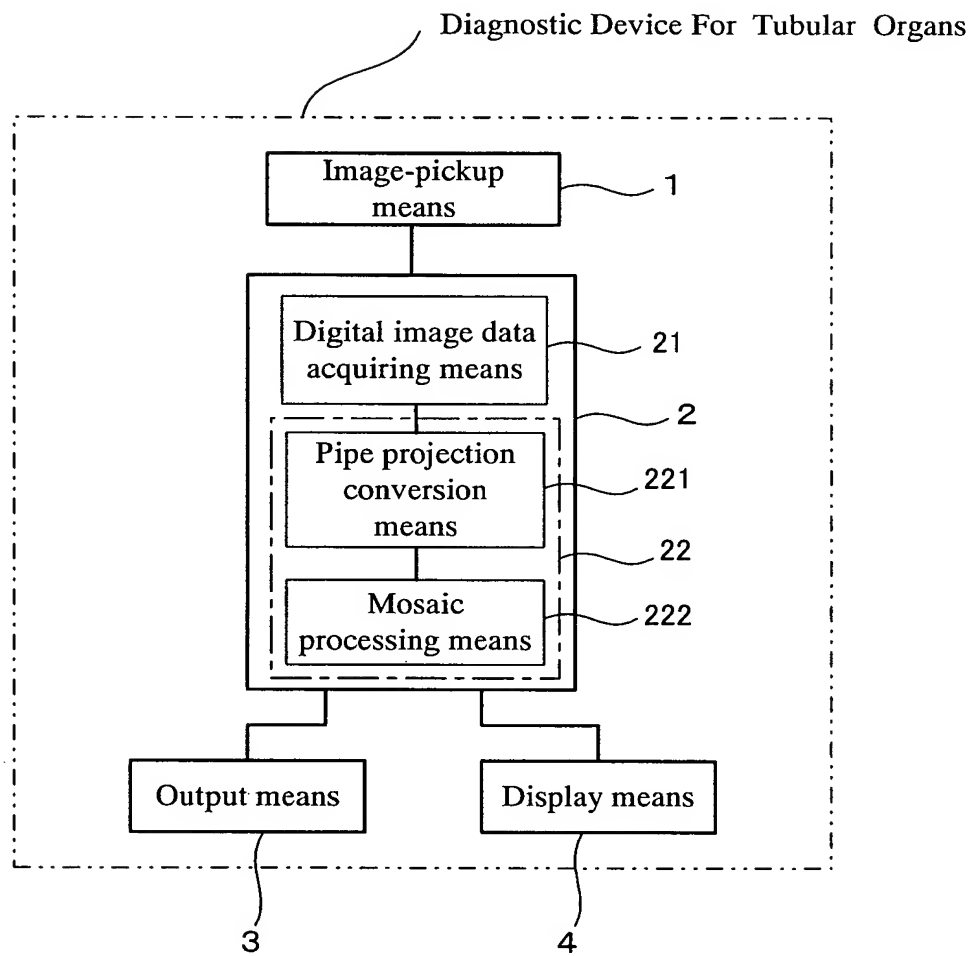 Diagnostic Device For Tubular Organs
Image-pickup
means
1
Digital image data
acquiring means
21
2
Pipe projection
conversion
means
221
22
Mosaic
processing means
222
Output means
Display means
3
4